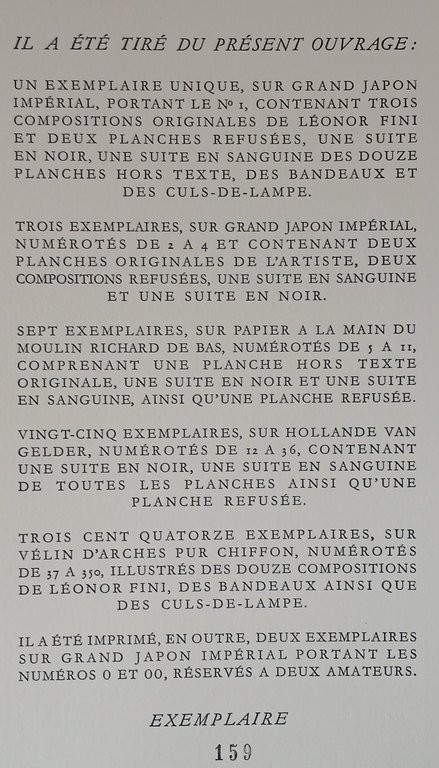 IL A ÉTÉ TIRÉ DU PRÉSENT OUVRAGE :
UN EXEMPLAIRE UNIQUE, SUR GRAND JAPON
IMPÉRIAL, PORTANT LE Nº 1, CONTENANT TROIS
COMPOSITIONS ORIGINALES DE LÉONOR FINI
ET DEUX PLANCHES REFUSÉES, UNE SUITE
EN NOIR, UNE SUITE EN SANGUINE DES DOUZE
PLANCHES HORS TEXTE, DES BANDEAUX ET
DES CULS-DE-LAMPE.
TROIS EXEMPLAIRES, SUR GRAND JAPON IMPÉRIAL,
NUMÉROTÉS DE 2 A 4 ET CONTENANT DEUX
PLANCHES ORIGINALES DE L'ARTISTE, DEUX
COMPOSITIONS REFUSÉES, UNE SUITE EN SANGUINE
ET UNE SUITE EN NOIR.
SEPT EXEMPLAIRES, SUR PAPIER A LA MAIN DU
MOULIN RICHARD DE BAS, NUMÉROTÉS DE 5 A 11,
COMPRENANT UNE PLANCHE HORS TEXTE
ORIGINALE, UNE SUITE EN NOIR ET UNE SUITE
EN SANGUINE, AINSI QU'UNE PLANCHE REFUSÉE.
VINGT-CINQ EXEMPLAIRES, SUR HOLLANDE VAN
GELDER, NUMÉROTÉS DE 12 A 36, CONTENANT
UNE SUITE EN NOIR, UNE SUITE EN SANGUINE
DE TOUTES LES PLANCHES AINSI QU'UNE
PLANCHE REFUSÉE.
TROIS CENT QUATORZE EXEMPLAIRES, SUR
VÉLIN D'ARCHES PUR CHIFFON, NUMÉROTÉS
DE 37 A 350, ILLUSTRÉS DES DOUZE COMPOSITIONS
DE LÉONOR FINI, DES BANDEAUX AINSI QUE
DES CULS-DE-LAMPE.
IL A ÉTÉ IMPRIMÉ, EN OUTRE, DEUX EXEMPLAIRES
SUR GRAND JAPON IMPÉRIAL PORTANT LES
NUMÉROS 0 ET 00, RÉSERVÉS A DEUX AMATEURS.
EXEMPLAIRE
159